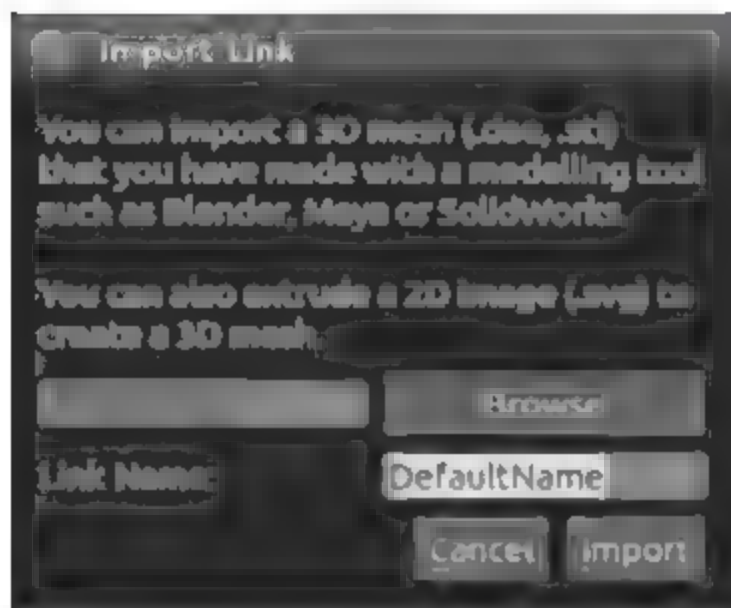 Import Link
You can import a 3D mesh (.dae, .stl)
that you have made with a modelling tool
such as Blender, Maya or SolidWorks.
You can also extrude a 2D image (.svg) to
create a 3D mesh.
Browse
Link Name:
DefaultName
Cancel
Import